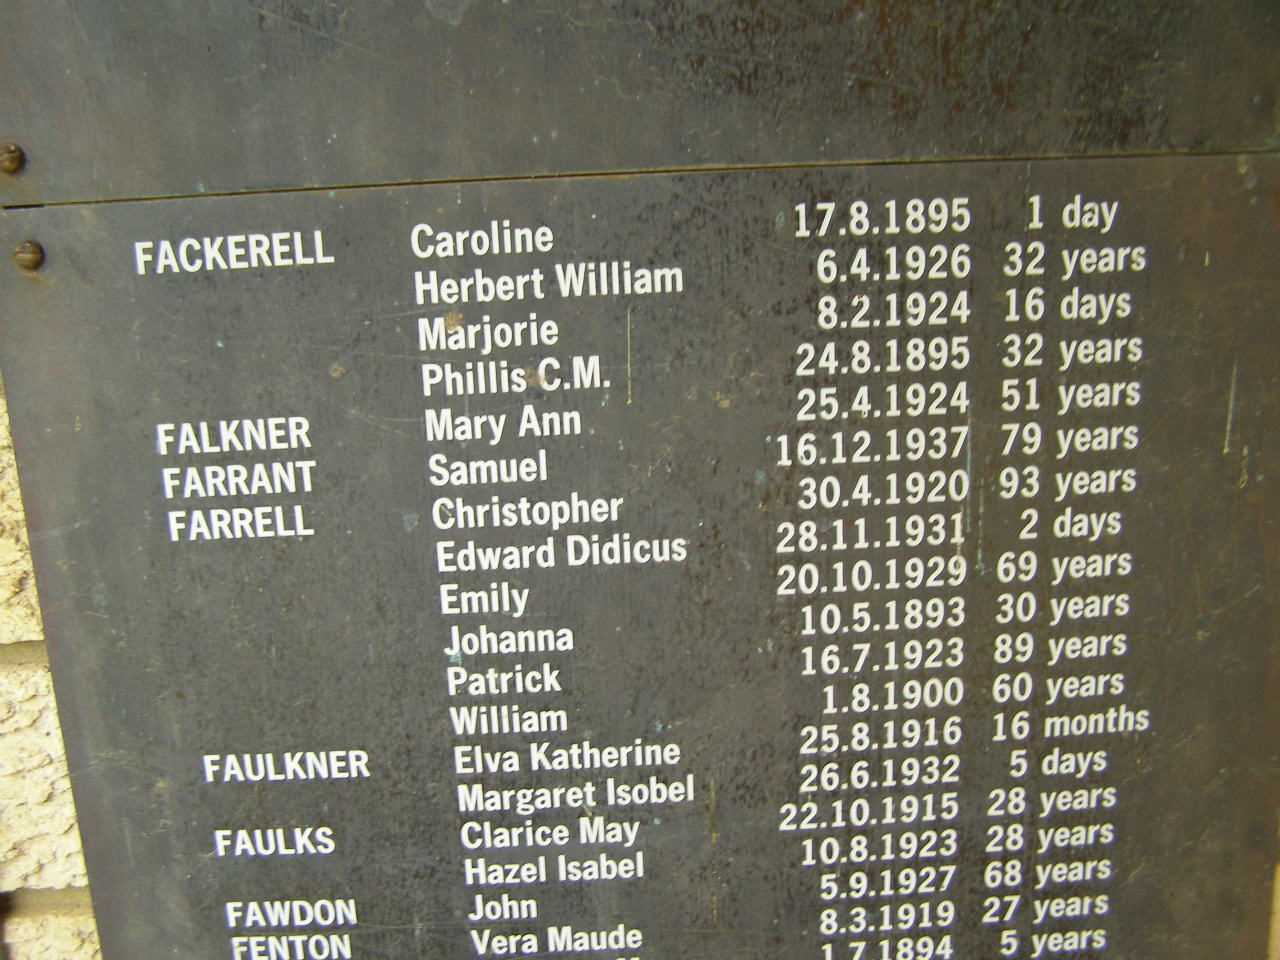 FACKERELL Caroline 17.8.1895 1 day
Herbert William 6.4.1926 32 years
Marjorie 8.2.1924 16 days
Phillis C.M. 24.8.1895 32 years
FALKNER Mary Ann 25.4.1924 51 years
FARRANT Samuel 16.12.1937 79 years
FARRELL Christopher 30.4.1920 93 years
Edward Didicus 28.11.1931 2 days
Emily 20.10.1929 69 years
Johanna 10.5.1893 30 years
Patrick 16.7.1923 89 years
William 1.8.1900 60 years
FAULKNER Elva Katherine 25.8.1916 16 months
Margaret Isobel 26.6.1932 5 days
FAULKS Clarice May 22.10.1915 28 years
Hazel Isabel 10.8.1923 28 years
FAWDON John 5.9.1927 68 years
FENTON Vera Maude 8.3.1919 27 years
1.7.1894 5 years